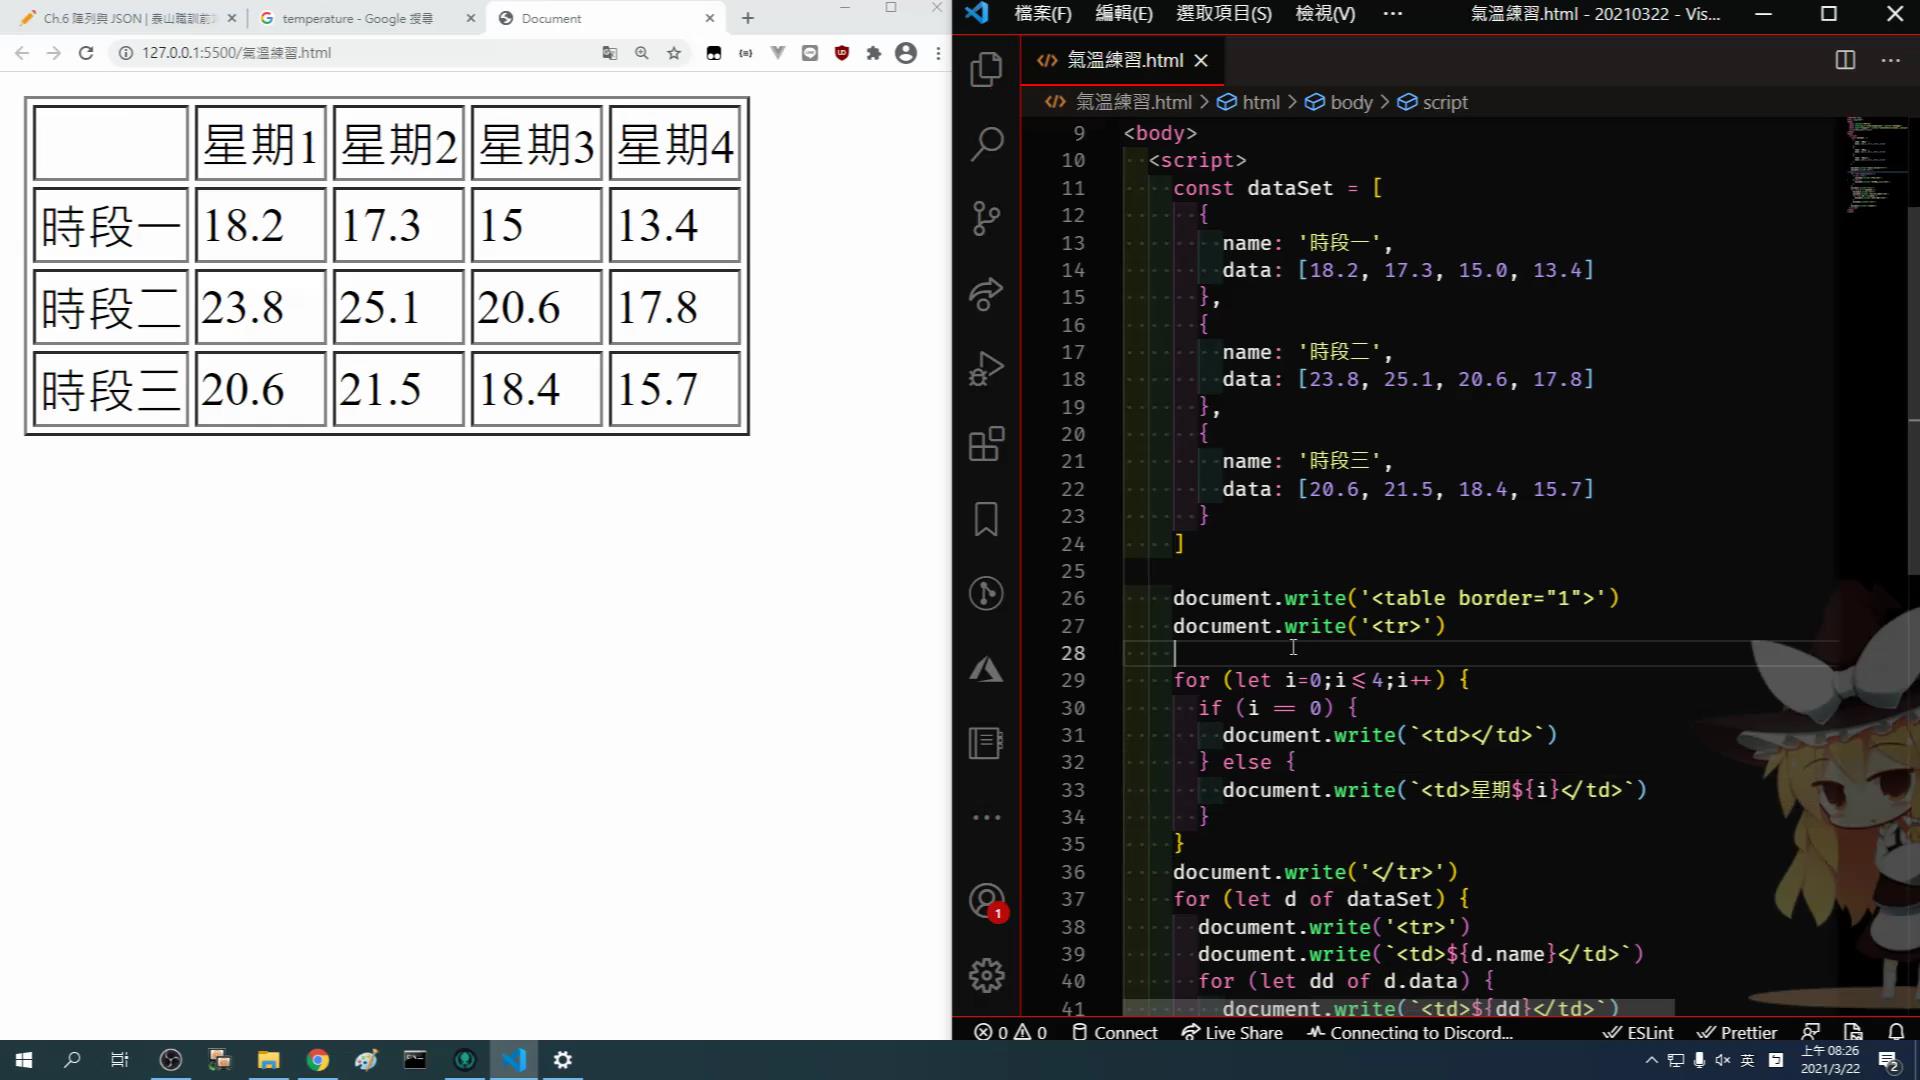 Ch.6 陣列與 JSON | 泰山職訓前
temperature - Google 搜尋
Document
127.0.0.1:5500/氣溫練習.html
星期1 星期2 星期3 星期4
時段一 18.2 17.3 15 13.4
時段二 23.8 25.1 20.6 17.8
時段三 20.6 21.5 18.4 15.7
檔案(F) 編輯(E) 選取項目(S) 檢視(V) ··· 氣溫練習.html - 20210322 - Vis...
氣溫練習.html
氣溫練習.html > html > body > script
9 <body>
10 <script>
11 const dataSet = [
12 {
13 name: '時段一',
14 data: [18.2, 17.3, 15.0, 13.4]
15 },
16 {
17 name: '時段二',
18 data: [23.8, 25.1, 20.6, 17.8]
19 },
20 {
21 name: '時段三',
22 data: [20.6, 21.5, 18.4, 15.7]
23 }
24 ]
25
26 document.write('<table border="1">')
27 document.write('<tr>')
28
29 for (let i=0;i<=4;i++) {
30 if (i == 0) {
31 document.write(`<td></td>`)
32 } else {
33 document.write(`<td>星期${i}</td>`)
34 }
35 }
36 document.write('</tr>')
37 for (let d of dataSet) {
38 document.write('<tr>')
39 document.write(`<td>${d.name}</td>`)
40 for (let dd of d.data) {
41 document.write(`<td>${dd}</td>`)
1
0 0 Connect Live Share Connecting to Discord... ESLint Prettier
英
上午 08:26
2021/3/22
2